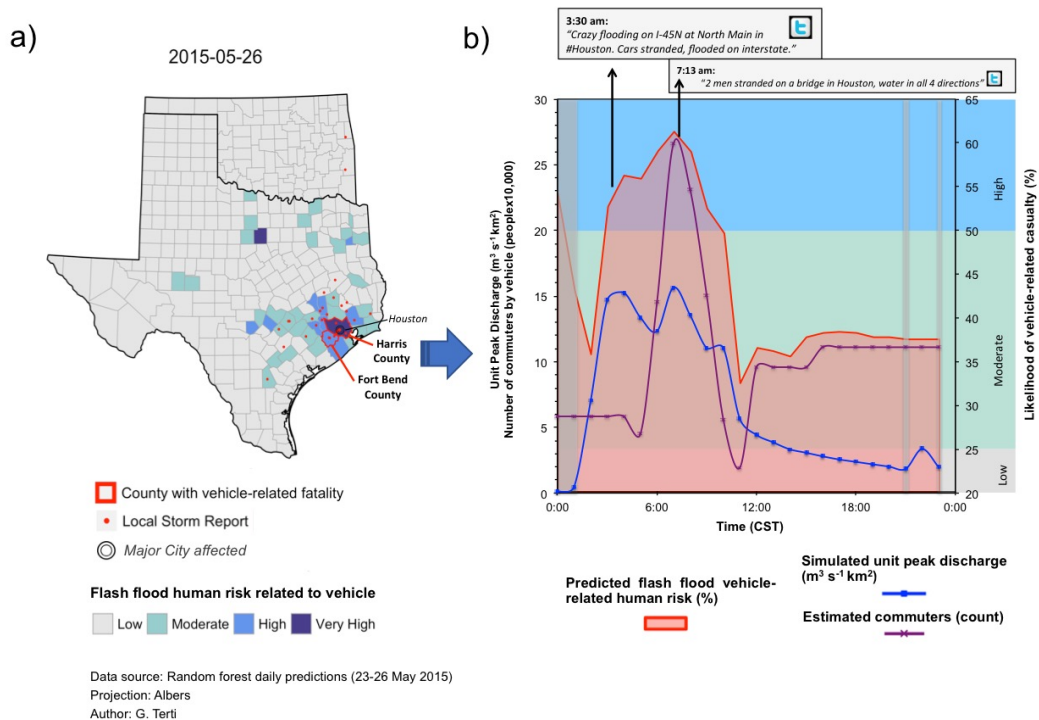 a)
2015-05-26
Houston
Harris
County
Fort Bend
County
County with vehicle-related fatality
Local Storm Report
Major City affected
Flash flood human risk related to vehicle
Low
Moderate
High
Very High
Data source: Random forest daily predictions (23-26 May 2015)
Projection: Albers
Author: G. Terti
b)
3:30 am:
“Crazy flooding on I-45N at North Main in
#Houston. Cars stranded, flooded on interstate.”
7:13 am:
“2 men stranded on a bridge in Houston, water in all 4 directions”
Unit Peak Discharge (m³ s⁻¹ km²)
Number of commuters by vehicle (peoplex10,000)
30
25
20
15
10
5
0
65
60
55
50
45
40
35
30
25
20
High
Moderate
Low
Likelihood of vehicle-related casualty (%)
0:00
6:00
12:00
18:00
0:00
Time (CST)
Predicted flash flood vehicle-
related human risk (%)
Simulated unit peak discharge
(m³ s⁻¹ km²)
Estimated commuters (count)